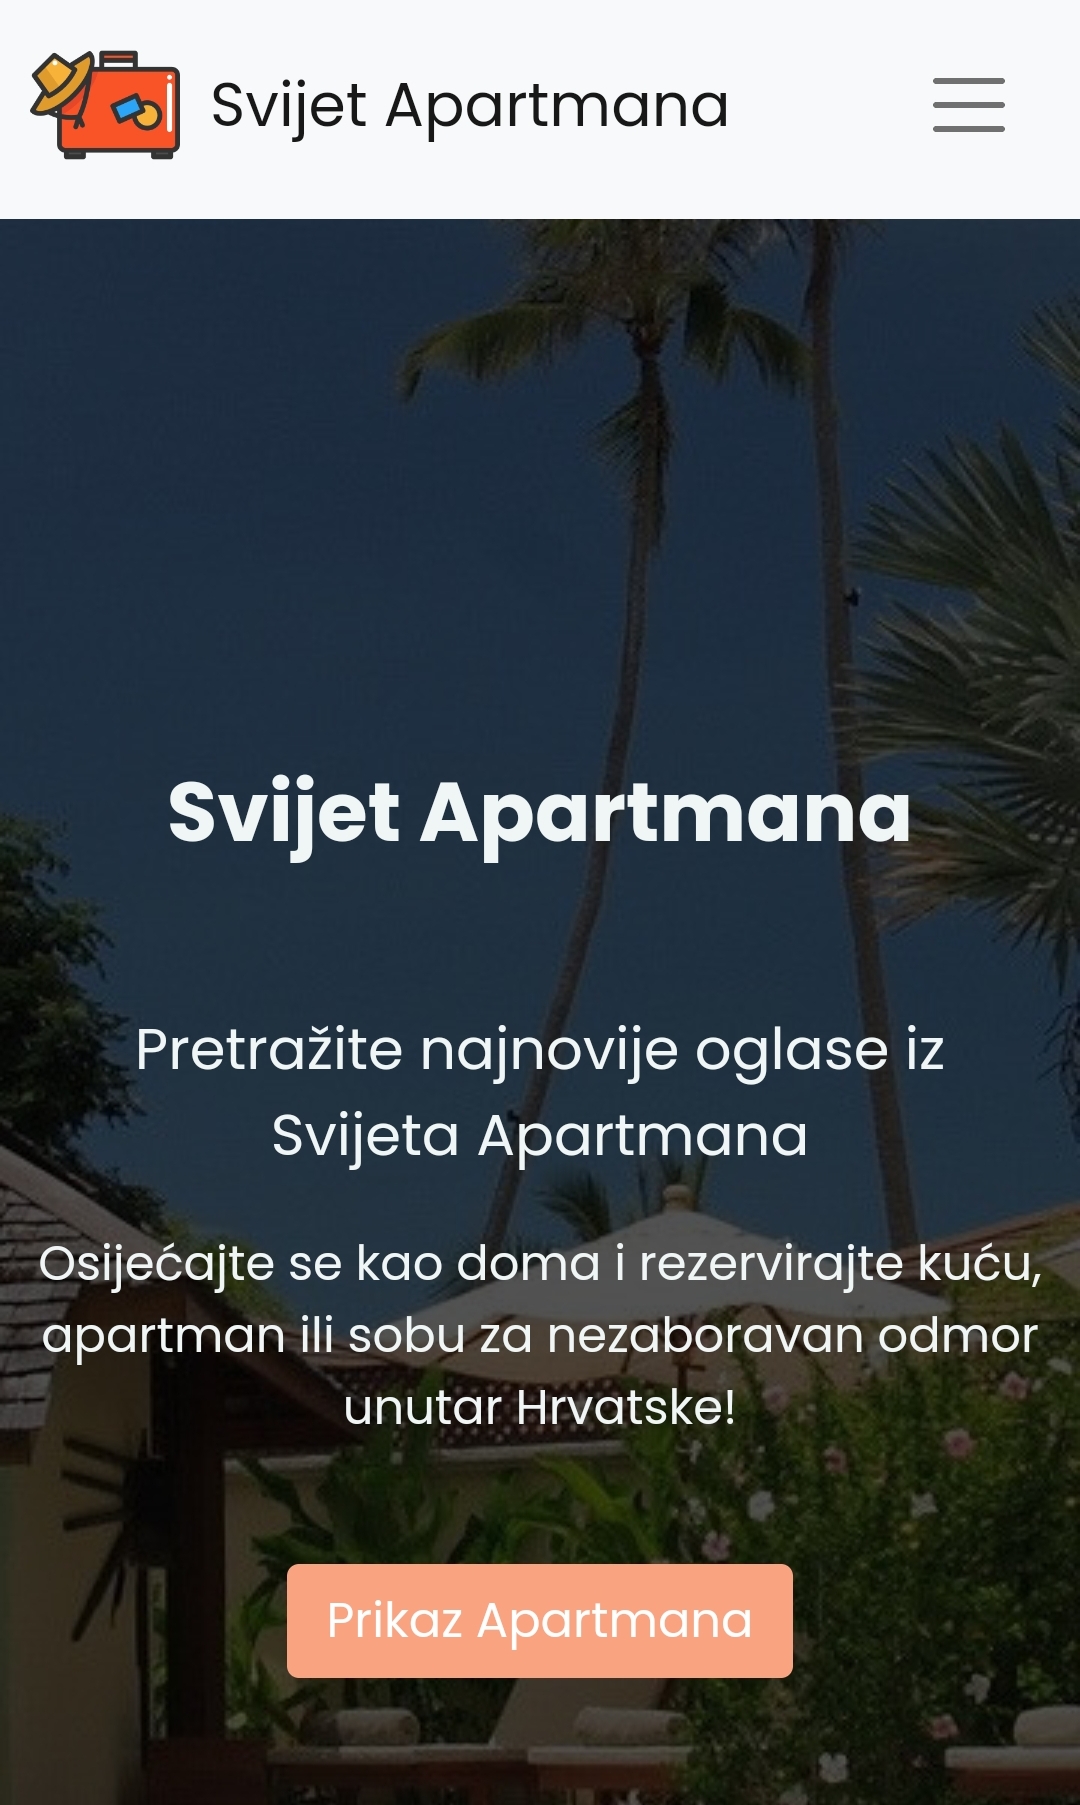 Svijet Apartmana
Svijet Apartmana
Pretražite najnovije oglase iz
Svijeta Apartmana
Osijećajte se kao doma i rezervirajte kuću,
apartman ili sobu za nezaboravan odmor
unutar Hrvatske!
Prikaz Apartmana